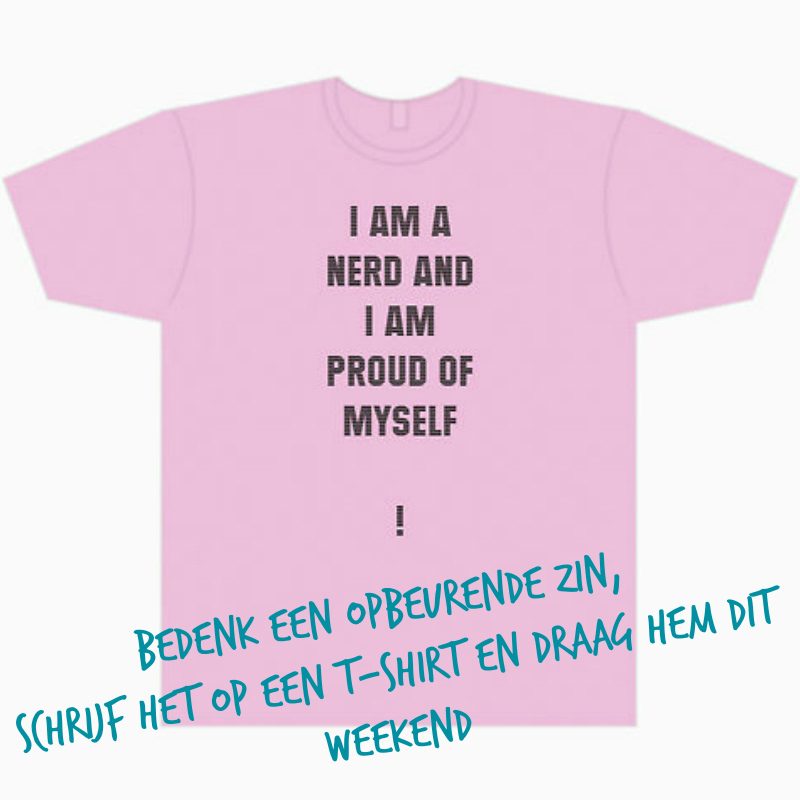 I AM A
NERD AND
I AM
PROUD OF
MYSELF
!
BEDENK EEN OPBEURENDE ZIN,
SCHRIJF HET OP EEN T-SHIRT EN DRAAG HEM DIT
WEEKEND